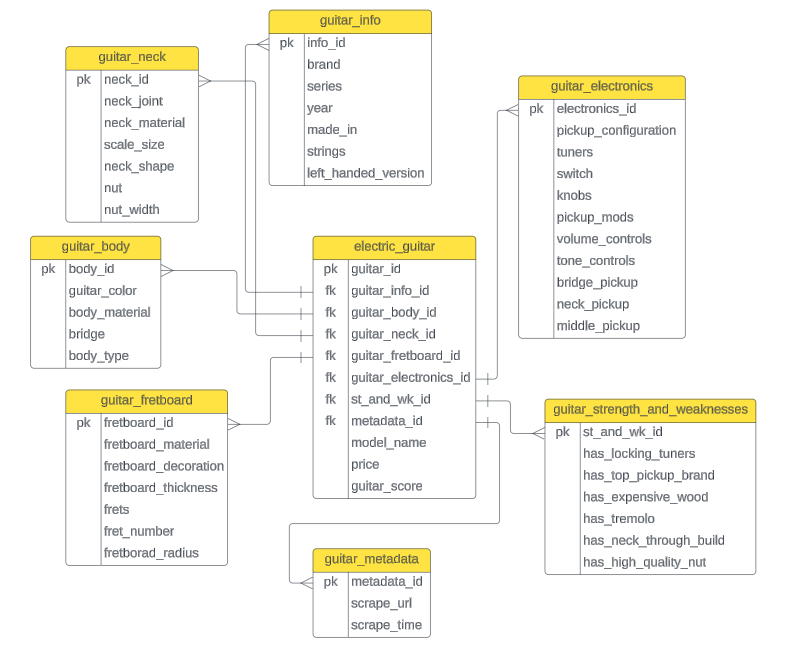 guitar_info
pk info_id
brand
series
year
made_in
strings
left_handed_version
guitar_neck
pk neck_id
neck_joint
neck_material
scale_size
neck_shape
nut
nut_width
guitar_electronics
pk electronics_id
pickup_configuration
tuners
switch
knobs
pickup_mods
volume_controls
tone_controls
bridge_pickup
neck_pickup
middle_pickup
guitar_body
pk body_id
guitar_color
body_material
bridge
body_type
electric_guitar
pk guitar_id
fk guitar_info_id
fk guitar_body_id
fk guitar_neck_id
fk guitar_fretboard_id
fk guitar_electronics_id
fk st_and_wk_id
fk metadata_id
model_name
price
guitar_score
guitar_fretboard
pk fretboard_id
fretboard_material
fretboard_decoration
fretboard_thickness
frets
fret_number
fretborad_radius
guitar_strength_and_weaknesses
pk st_and_wk_id
has_locking_tuners
has_top_pickup_brand
has_expensive_wood
has_tremolo
has_neck_through_build
has_high_quality_nut
guitar_metadata
pk metadata_id
scrape_url
scrape_time